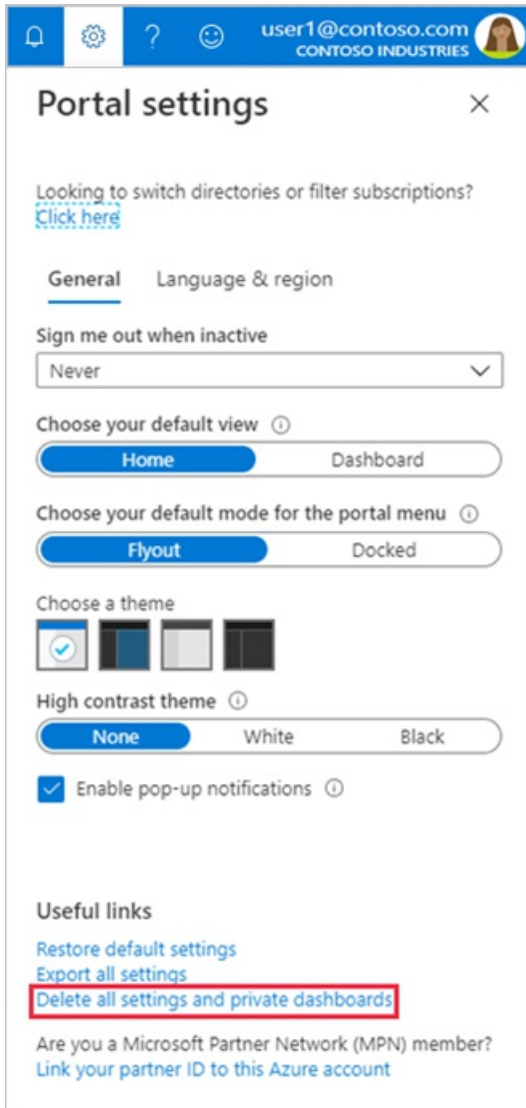 user1@contoso.com
CONTOSO INDUSTRIES
Portal settings
Looking to switch directories or filter subscriptions?
Click here
General Language & region
Sign me out when inactive
Never
Choose your default view
Home Dashboard
Choose your default mode for the portal menu
Flyout Docked
Choose a theme
High contrast theme
None White Black
Enable pop-up notifications
Useful links
Restore default settings
Export all settings
Delete all settings and private dashboards
Are you a Microsoft Partner Network (MPN) member?
Link your partner ID to this Azure account